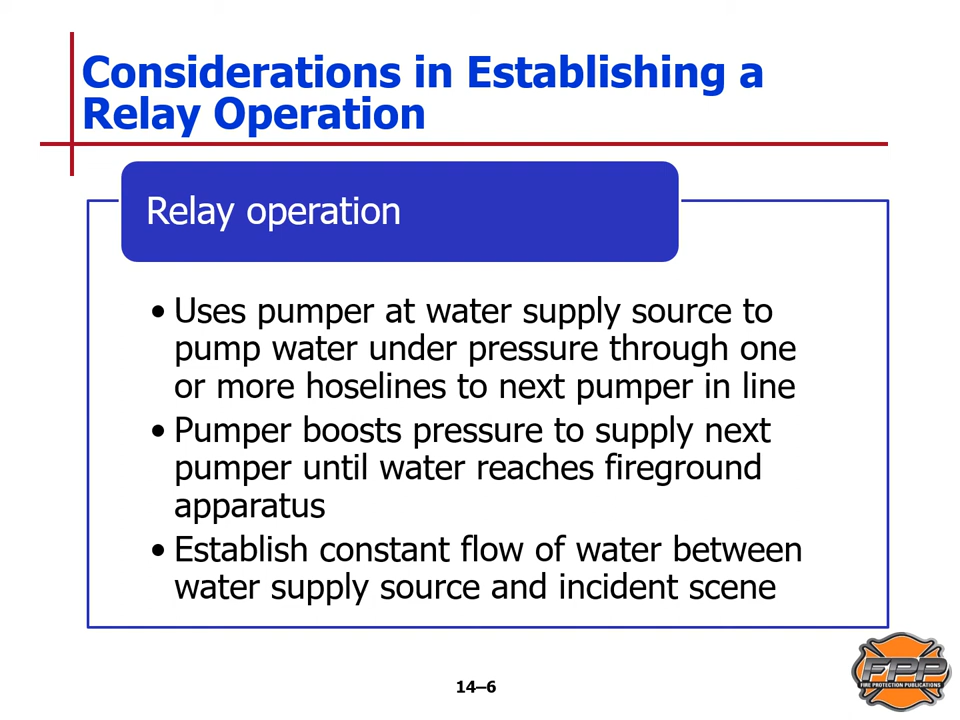 Considerations in Establishing a
Relay Operation
Relay operation
• Uses pumper at water supply source to
pump water under pressure through one
or more hoselines to next pumper in line
• Pumper boosts pressure to supply next
pumper until water reaches fireground
apparatus
• Establish constant flow of water between
water supply source and incident scene
14–6
FPP
FIRE PROTECTION PUBLICATIONS